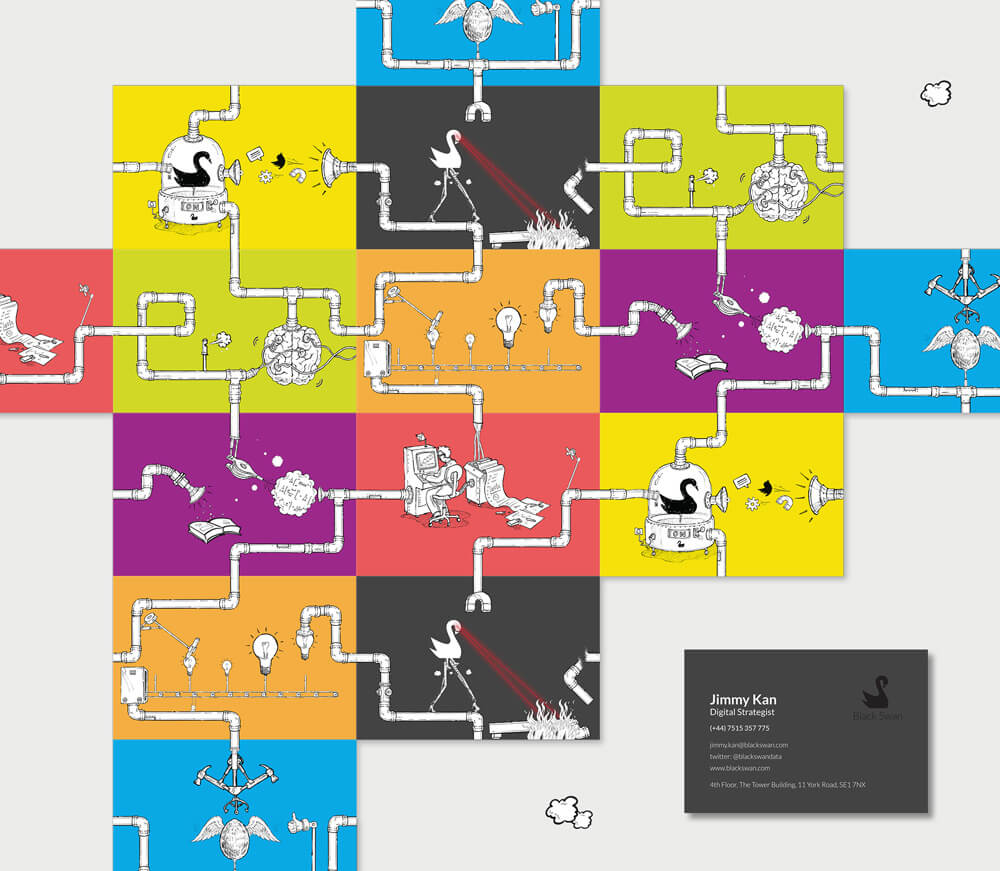 Jimmy Kan
Digital Strategist
(+44) 7515 357 775
jimmy.kan@blackswan.com
twitter: @blackswandata
www.blackswan.com
4th Floor, The Tower Building, 11 York Road, SE1 7NX
Black Swan